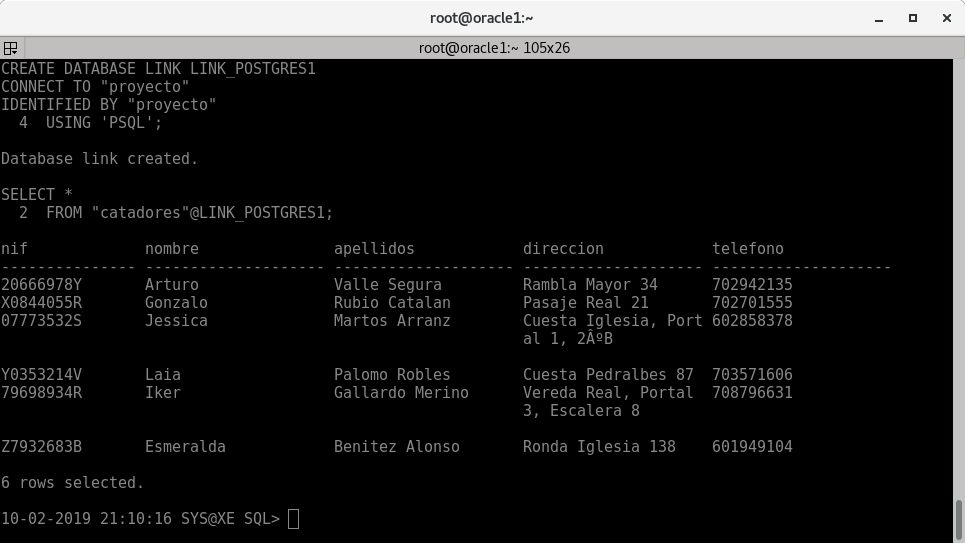 root@oracle1:~
root@oracle1:~ 105x26
CREATE DATABASE LINK LINK_POSTGRES1
CONNECT TO "proyecto"
IDENTIFIED BY "proyecto"
  4  USING 'PSQL';
Database link created.
SELECT *
  2  FROM "catadores"@LINK_POSTGRES1;
nif             nombre               apellidos            direccion            telefono
--------------- -------------------- -------------------- -------------------- --------------------
20666978Y       Arturo               Valle Segura         Rambla Mayor 34      702942135
X0844055R       Gonzalo              Rubio Catalan        Pasaje Real 21       702701555
07773532S       Jessica              Martos Arranz        Cuesta Iglesia, Port 602858378
                                                          al 1, 2ÂºB
Y0353214V       Laia                 Palomo Robles        Cuesta Pedralbes 87  703571606
79698934R       Iker                 Gallardo Merino      Vereda Real, Portal  708796631
                                                          3, Escalera 8
Z7932683B       Esmeralda            Benitez Alonso       Ronda Iglesia 138    601949104
6 rows selected.
10-02-2019 21:10:16 SYS@XE SQL>